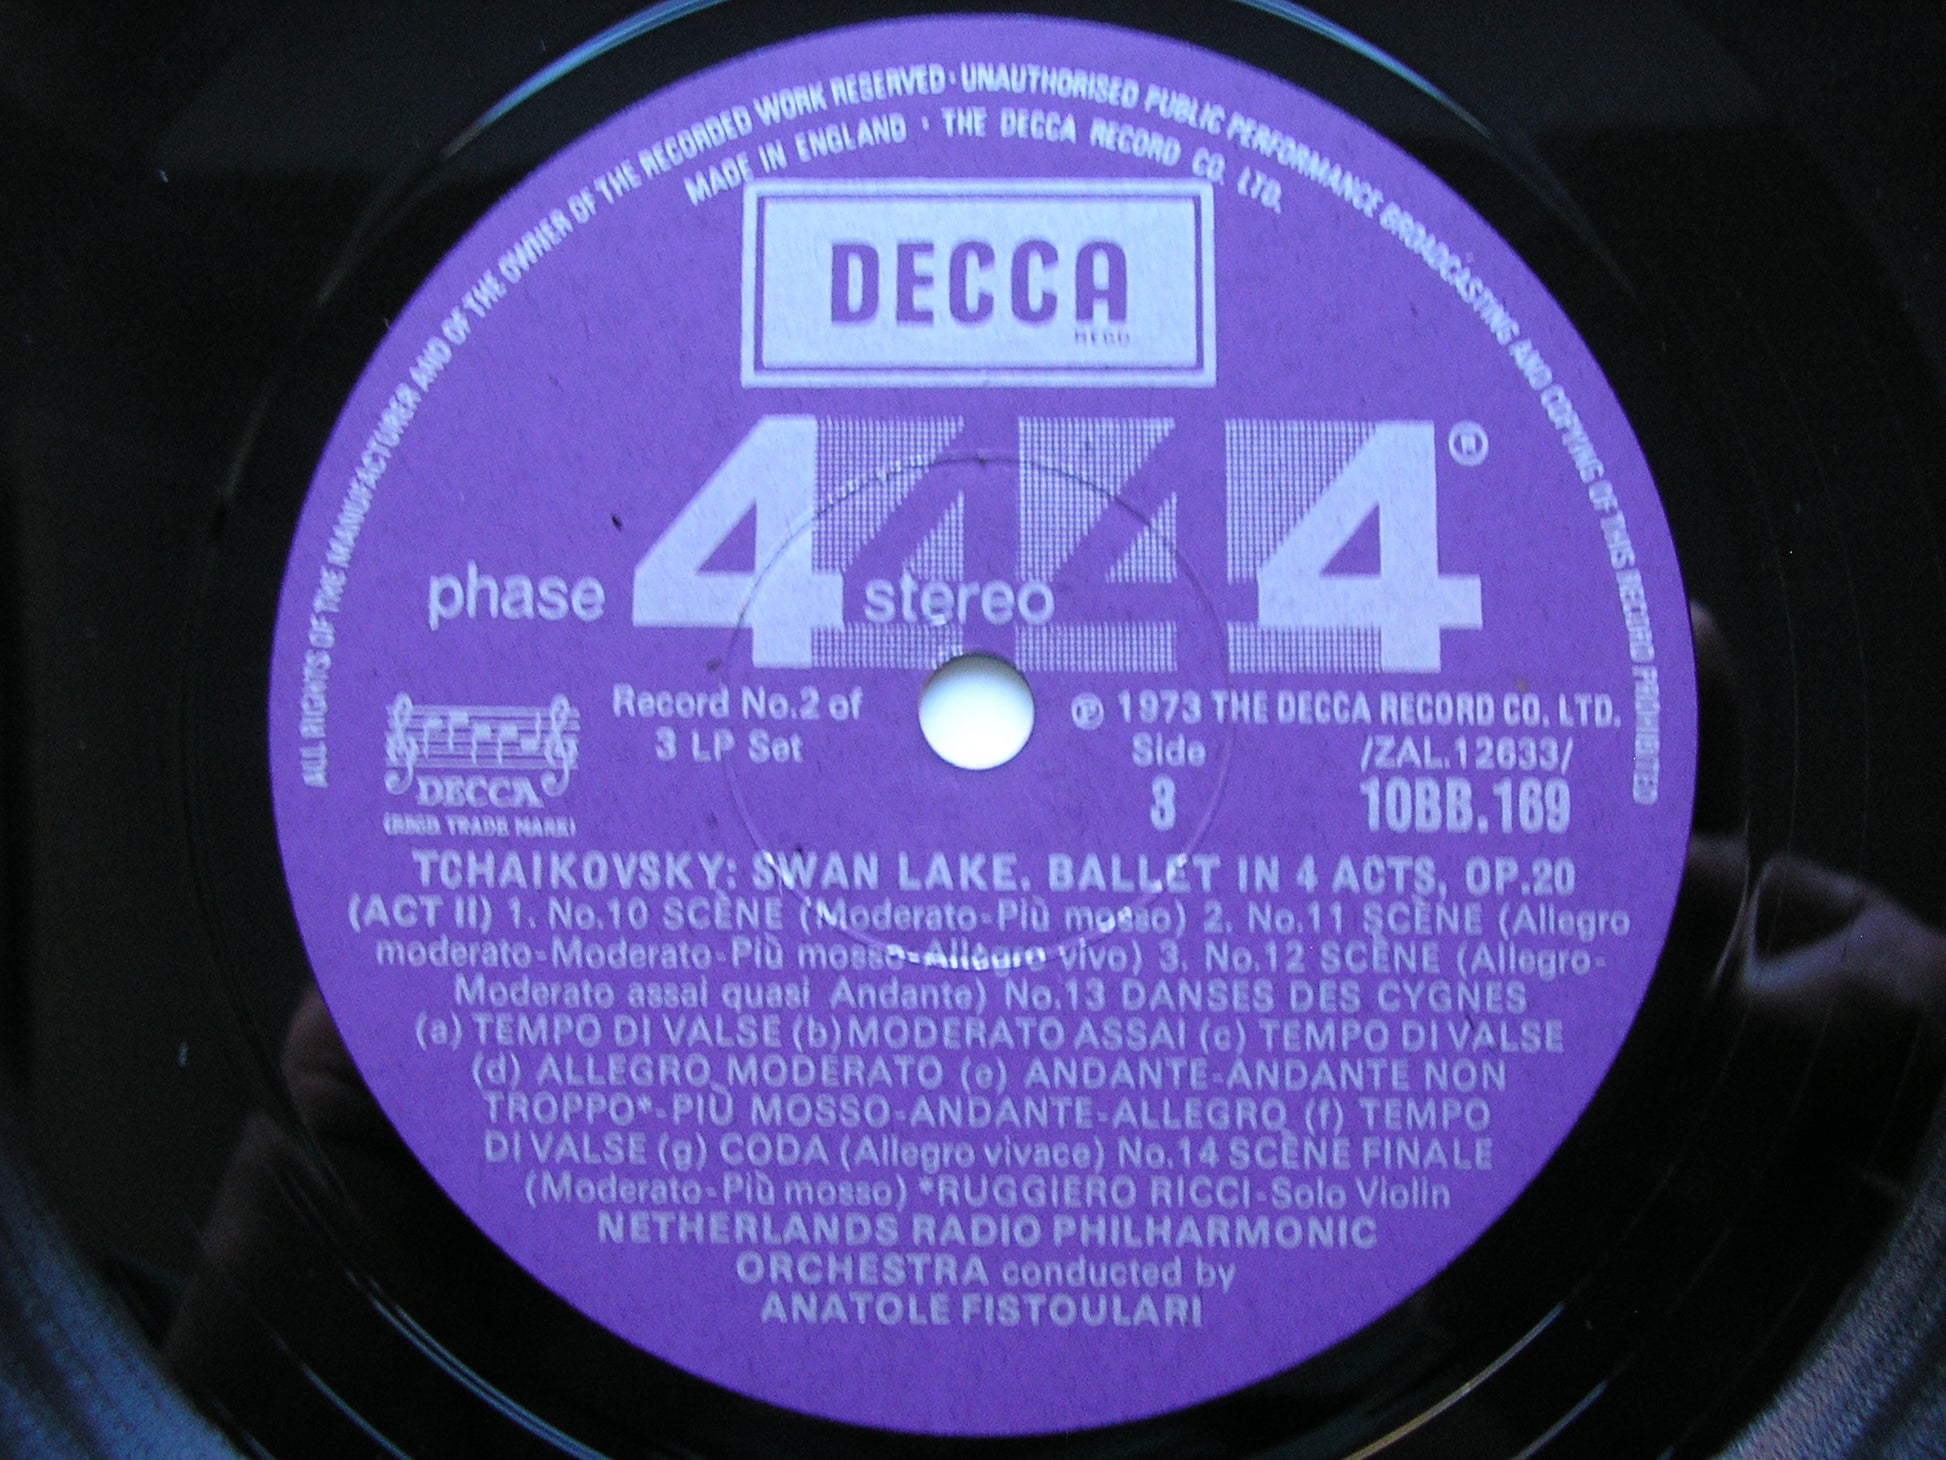 ALL RIGHTS OF THE MANUFACTURER AND OF THE OWNER OF THE RECORDED WORK RESERVED · UNAUTHORISED PUBLIC PERFORMANCE BROADCASTING AND COPYING OF THIS RECORD PROHIBITED
MADE IN ENGLAND · THE DECCA RECORD CO. LTD.
DECCA
REGD
444 4 ®
phase 4 stereo
Record No.2 of
3 LP Set
℗ 1973 THE DECCA RECORD CO. LTD.
Side
3
/ZAL.12633/
10BB.169
DECCA
(REGD TRADE MARK)
TCHAIKOVSKY: SWAN LAKE. BALLET IN 4 ACTS, OP.20
(ACT II) 1. No.10 SCÈNE (Moderato-Più mosso) 2. No.11 SCÈNE (Allegro
moderato-Moderato-Più mosso-Allegro vivo) 3. No.12 SCÈNE (Allegro-
Moderato assai quasi Andante) No.13 DANSES DES CYGNES
(a) TEMPO DI VALSE (b) MODERATO ASSAI (c) TEMPO DI VALSE
(d) ALLEGRO MODERATO (e) ANDANTE-ANDANTE NON
TROPPO*-PIÙ MOSSO-ANDANTE-ALLEGRO (f) TEMPO
DI VALSE (g) CODA (Allegro vivace) No.14 SCÈNE FINALE
(Moderato-Più mosso) *RUGGIERO RICCI-Solo Violin
NETHERLANDS RADIO PHILHARMONIC
ORCHESTRA conducted by
ANATOLE FISTOULARI